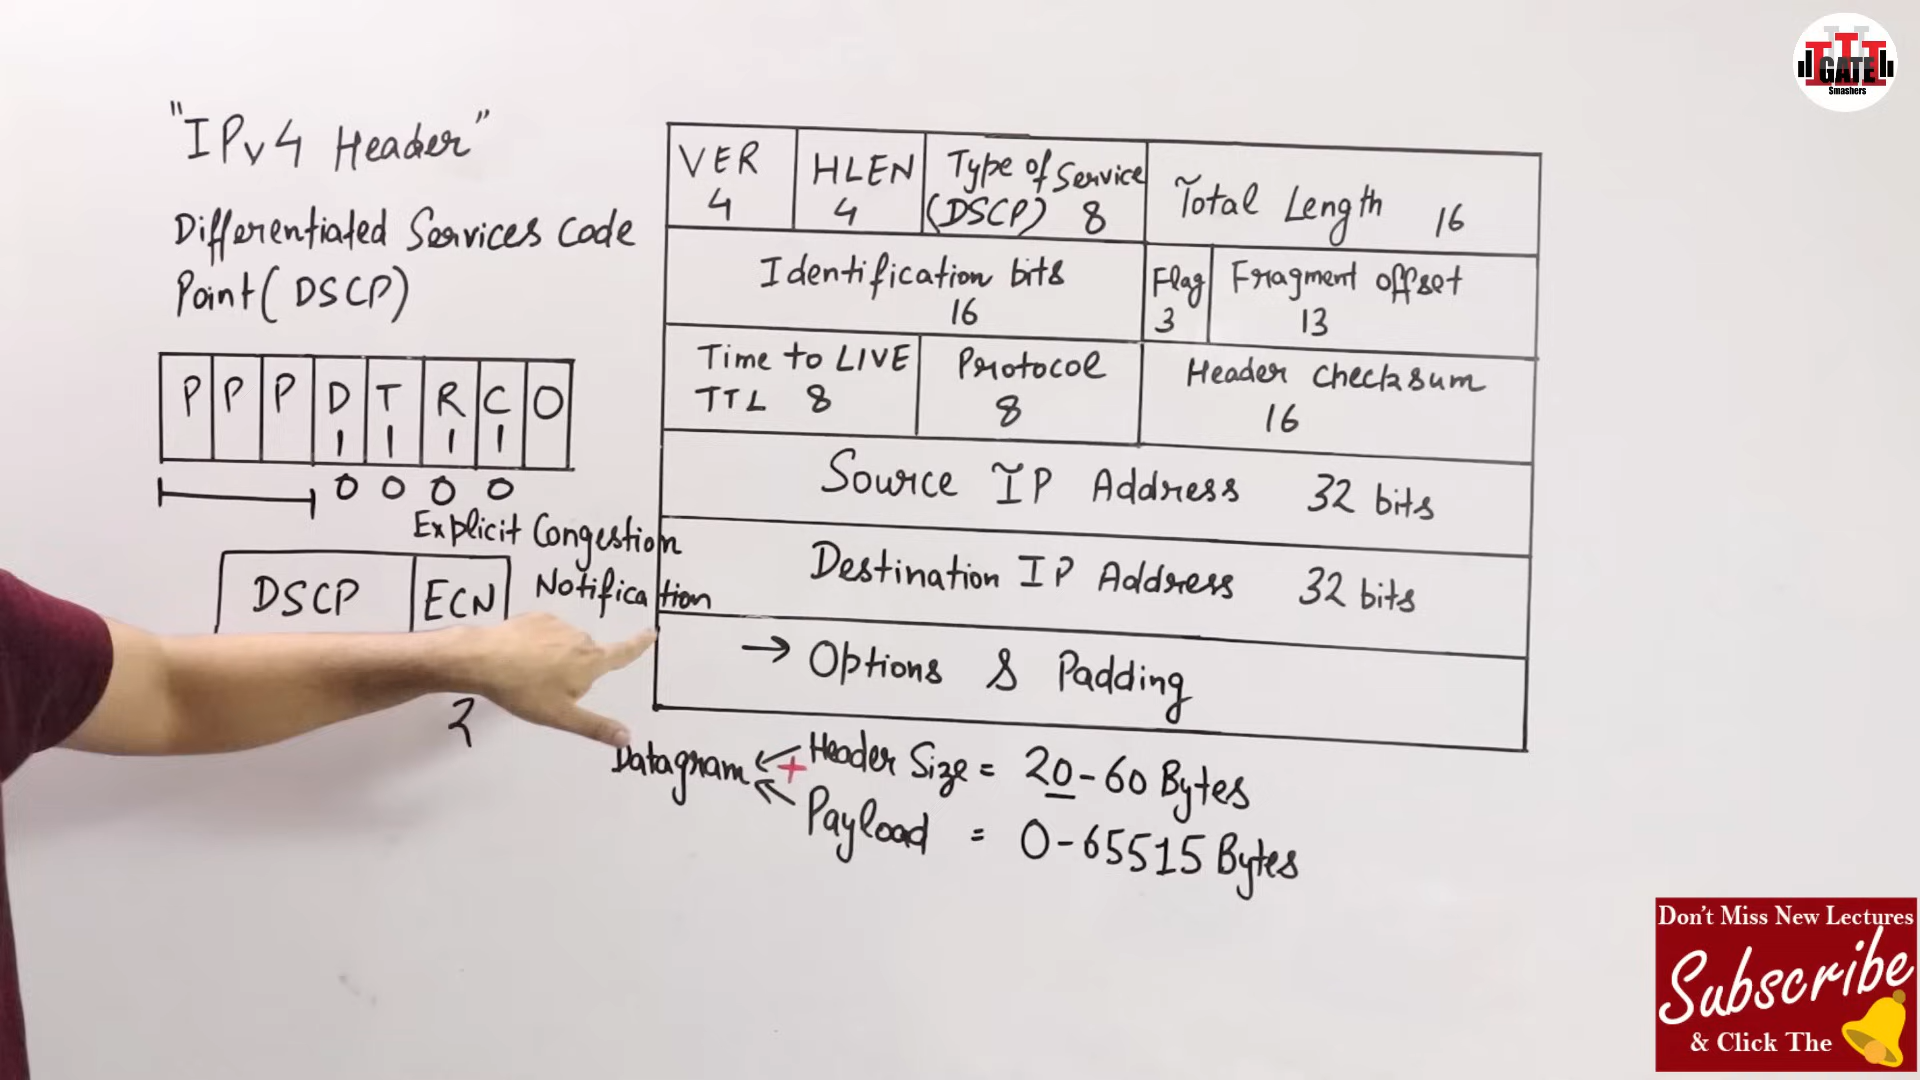 "IPv4 Header"
Differentiated Services Code
Point (DSCP)
P P P D T R C O
1 1 1 1
0 0 0 0
Explicit Congestion
Notification
DSCP ECN
2
VER HLEN Type of Service Total Length 16
4 4 (DSCP) 8
Identification bits Flag Fragment offset
16 3 13
Time to LIVE Protocol Header checksum
TTL 8 8 16
Source IP Address 32 bits
Destination IP Address 32 bits
→ Options & Padding
Datagram + Header Size = 20-60 Bytes
Payload = 0-65515 Bytes
GATE
Smashers
Don't Miss New Lectures
Subscribe
& Click The